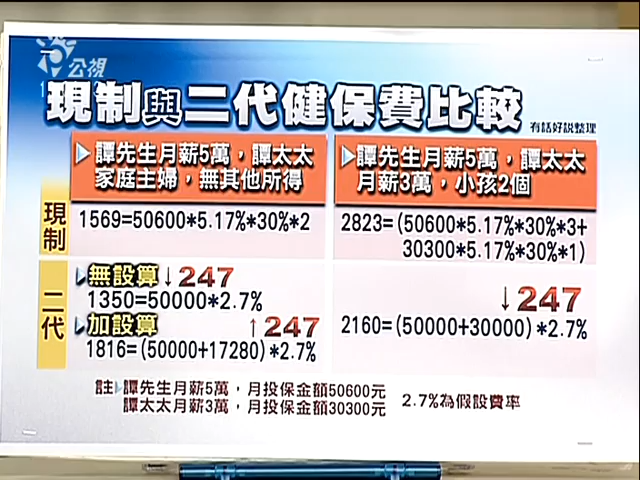 公視
現制與二代健保費比較
有話好說整理
譚先生月薪5萬，譚太太
家庭主婦，無其他所得
譚先生月薪5萬，譚太太
月薪3萬，小孩2個
現制
1569=50600*5.17%*30%*2
2823=(50600*5.17%*30%*3+
30300*5.17%*30%*1)
二代
無設算↓247
1350=50000*2.7%
加設算 ↑247
1816=(50000+17280)*2.7%
↓247
2160=(50000+30000)*2.7%
註 譚先生月薪5萬，月投保金額50600元
譚太太月薪3萬，月投保金額30300元
2.7%為假設費率